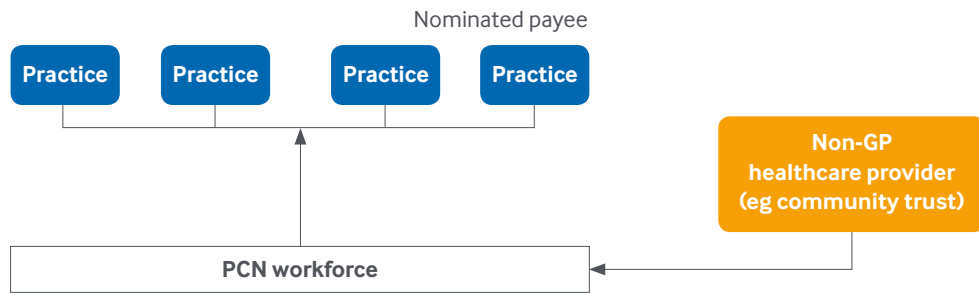 Nominated payee
Practice
Practice
Practice
Practice
Non-GP
healthcare provider
(eg community trust)
PCN workforce